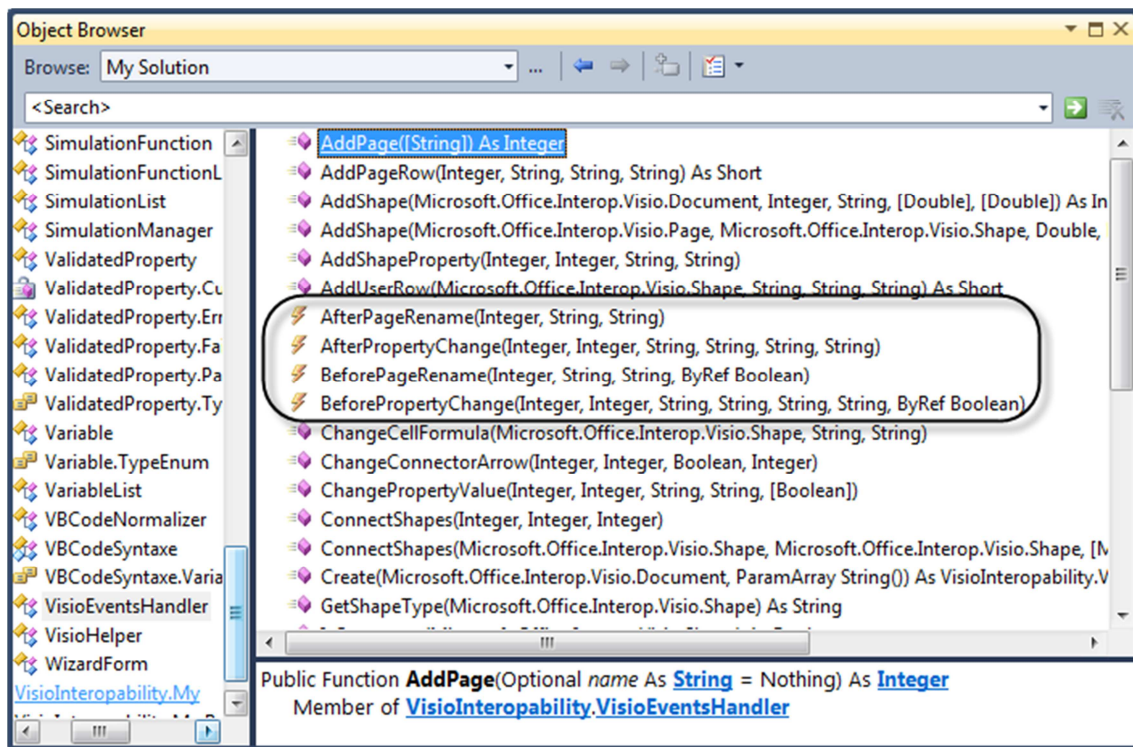 Object Browser
Browse: My Solution
...
<Search>
SimulationFunction
SimulationFunctionL
SimulationList
SimulationManager
ValidatedProperty
ValidatedProperty.Cu
ValidatedProperty.Err
ValidatedProperty.Fa
ValidatedProperty.Pa
ValidatedProperty.Ty
Variable
Variable.TypeEnum
VariableList
VBCodeNormalizer
VBCodeSyntaxe
VBCodeSyntaxe.Varia
VisioEventsHandler
VisioHelper
WizardForm
VisioInteropability.My
AddPage([String]) As Integer
AddPageRow(Integer, String, String, String) As Short
AddShape(Microsoft.Office.Interop.Visio.Document, Integer, String, [Double], [Double]) As In
AddShape(Microsoft.Office.Interop.Visio.Page, Microsoft.Office.Interop.Visio.Shape, Double,
AddShapeProperty(Integer, Integer, String, String)
AddUserRow(Microsoft.Office.Interop.Visio.Shape, String, String, String) As Short
AfterPageRename(Integer, String, String)
AfterPropertyChange(Integer, Integer, String, String, String, String)
BeforePageRename(Integer, String, String, ByRef Boolean)
BeforePropertyChange(Integer, Integer, String, String, String, String, ByRef Boolean)
ChangeCellFormula(Microsoft.Office.Interop.Visio.Shape, String, String)
ChangeConnectorArrow(Integer, Integer, Boolean, Integer)
ChangePropertyValue(Integer, Integer, String, String, [Boolean])
ConnectShapes(Integer, Integer, Integer)
ConnectShapes(Microsoft.Office.Interop.Visio.Shape, Microsoft.Office.Interop.Visio.Shape, [M
Create(Microsoft.Office.Interop.Visio.Document, ParamArray String()) As VisioInteropability.V
GetShapeType(Microsoft.Office.Interop.Visio.Shape) As String
Public Function AddPage(Optional name As String = Nothing) As Integer
Member of VisioInteropability.VisioEventsHandler